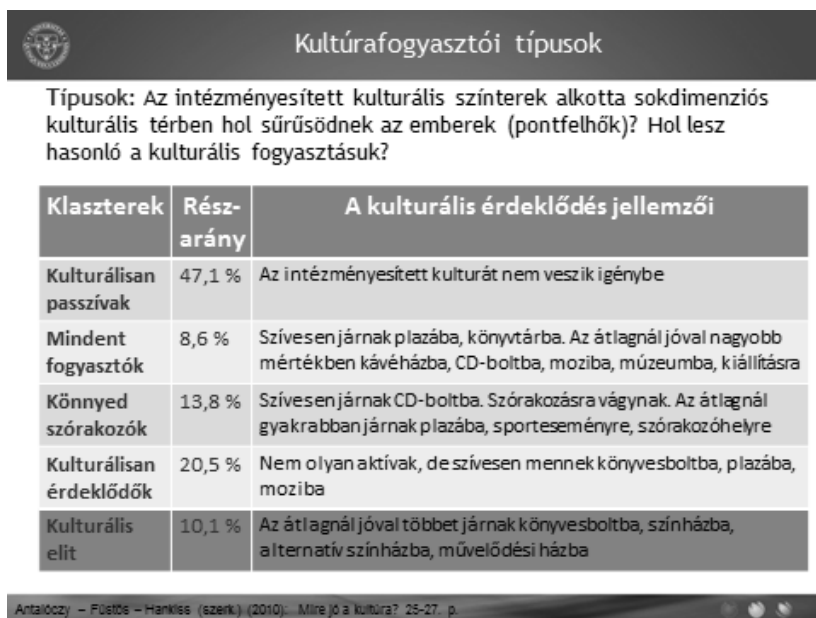 Kultúrafogyasztói típusok
Típusok: Az intézményesített kulturális színterek alkotta sokdimenziós
kulturális térben hol sűrűsödnek az emberek (pontfelhők)? Hol lesz
hasonló a kulturális fogyasztásuk?
Klaszterek Rész-arány A kulturális érdeklődés jellemzői
Kulturálisan passzívak 47,1 % Az intézményesített kulturát nem veszik igénybe
Mindent fogyasztók 8,6 % Szívesen járnak plazába, könyvtárba. Az átlagnál jóval nagyobb
mértékben kávéházba, CD-boltba, moziba, múzeumba, kiállításra
Könnyed szórakozók 13,8 % Szívesen járnak CD-boltba. Szórakozásra vágynak. Az átlagnál
gyakrabban járnak plazába, sporteseményre, szórakozóhelyre
Kulturálisan érdeklődők 20,5 % Nem olyan aktívak, de szívesen mennek könyvesboltba, plazába,
moziba
Kulturális elit 10,1 % Az átlagnál jóval többet járnak könyvesboltba, színházba,
alternatív színházba, művelődési házba
Antalóczy – Füstös – Hankiss (szerk.) (2010): Mire jó a kultúra? 25-27. p.